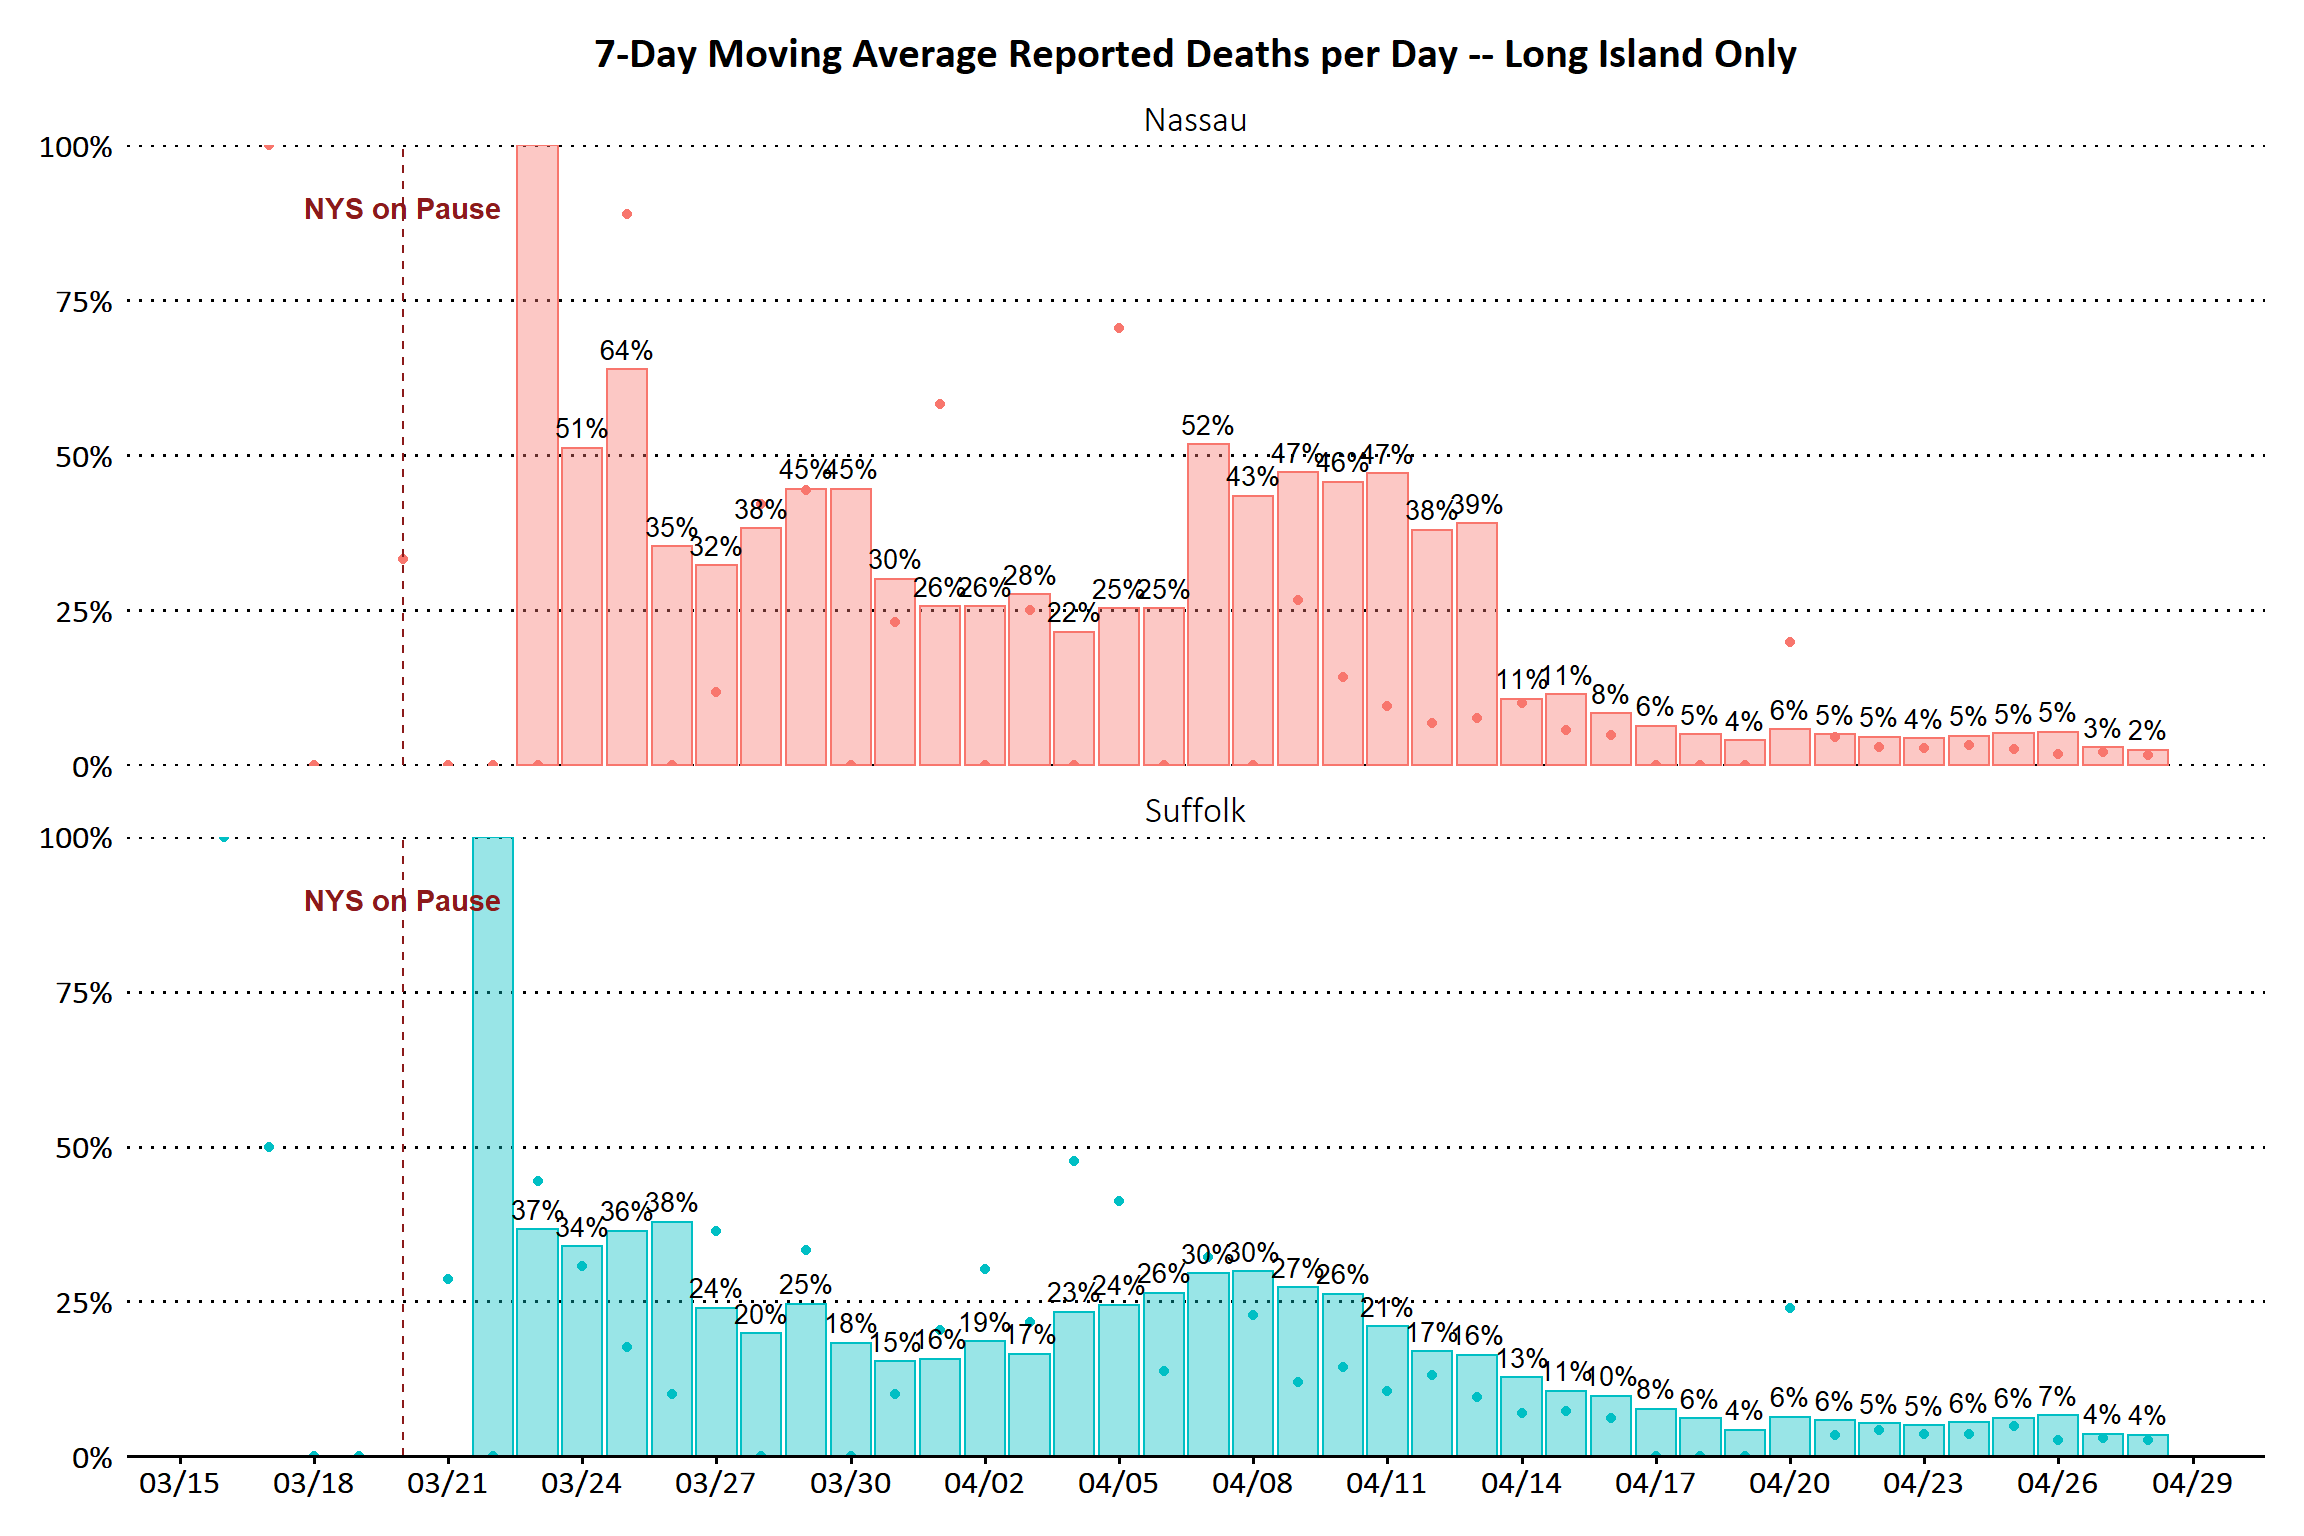 7-Day Moving Average Reported Deaths per Day -- Long Island Only
Nassau
100%
NYS on Pause
75%
64%
51%
52%
50%
45% 45%
43% 47% 46% 47%
38%
38% 39%
35% 32%
30%
26% 26% 28%
25%
22% 25% 25%
11% 11% 8% 6% 5% 4% 6% 5% 5% 4% 5% 5% 5% 3% 2%
0%
Suffolk
100%
NYS on Pause
75%
50%
37% 34% 36% 38%
25%
24% 20% 25% 18% 15% 16% 19% 17% 23% 24% 26% 30% 30% 27% 26% 21% 17% 16% 13% 11% 10% 8% 6% 4% 6% 6% 5% 5% 6% 6% 7% 4% 4%
0%
03/15 03/18 03/21 03/24 03/27 03/30 04/02 04/05 04/08 04/11 04/14 04/17 04/20 04/23 04/26 04/29